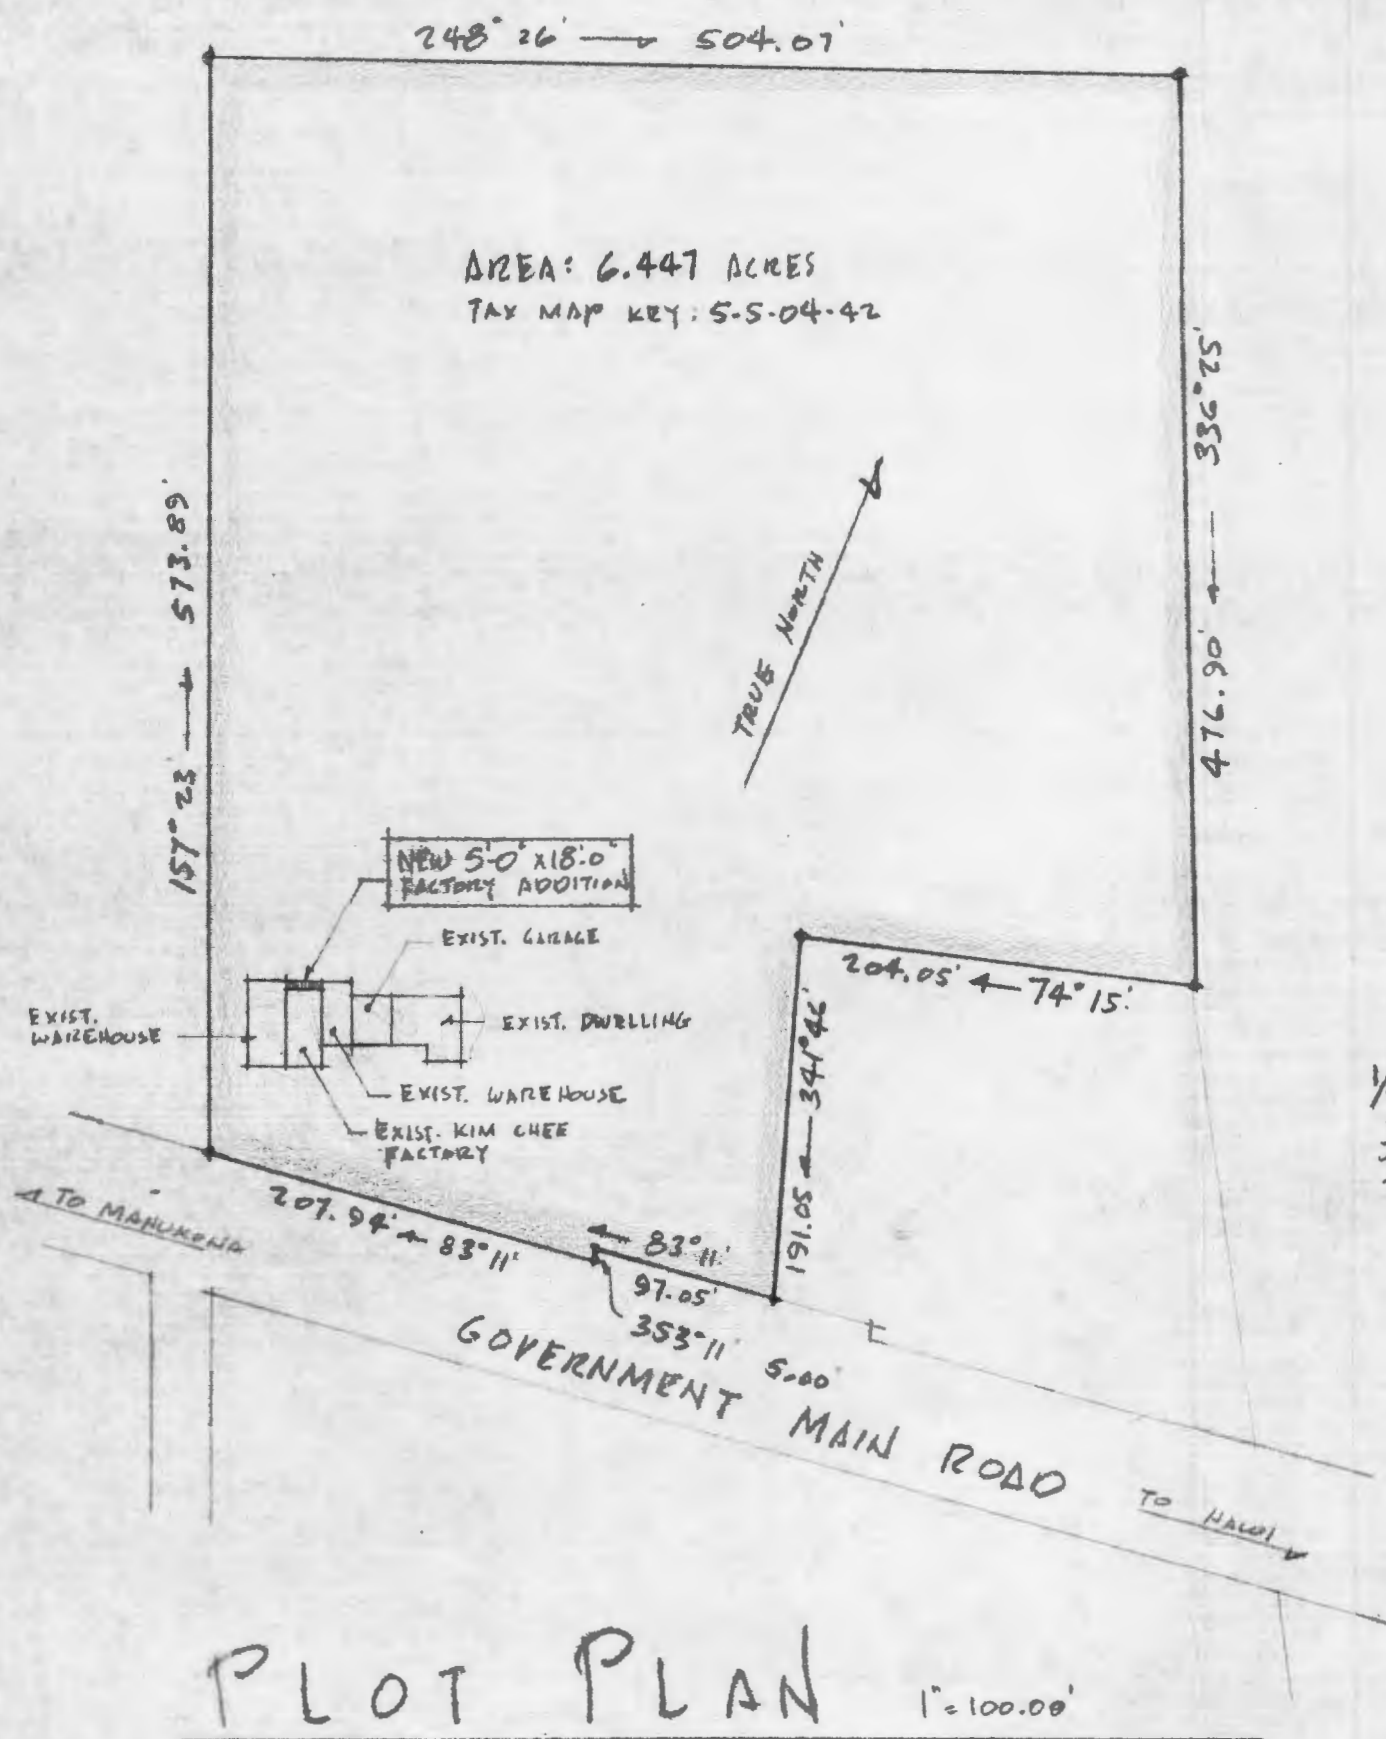 248° 26' → 504.07'
AREA: 6.447 ACRES
TAX MAP KEY: 5-5-04-42
336° 25'
476.90' ←
573.89'
157° 23' →
TRUE NORTH
NEW 5'-0" x 18'-0"
FACTORY ADDITION
EXIST. GARAGE
EXIST.
WAREHOUSE
EXIST. DWELLING
EXIST. WAREHOUSE
EXIST. KIM CHEE
FACTORY
204.05' ← 74° 15'
191.05 ← 341° 46'
TO MAHUKONA
207.94' ← 83° 11'
← 83° 11'
97.05'
353° 11' 5.00'
GOVERNMENT MAIN ROAD
TO HAWI
PLOT PLAN 1" = 100.00'